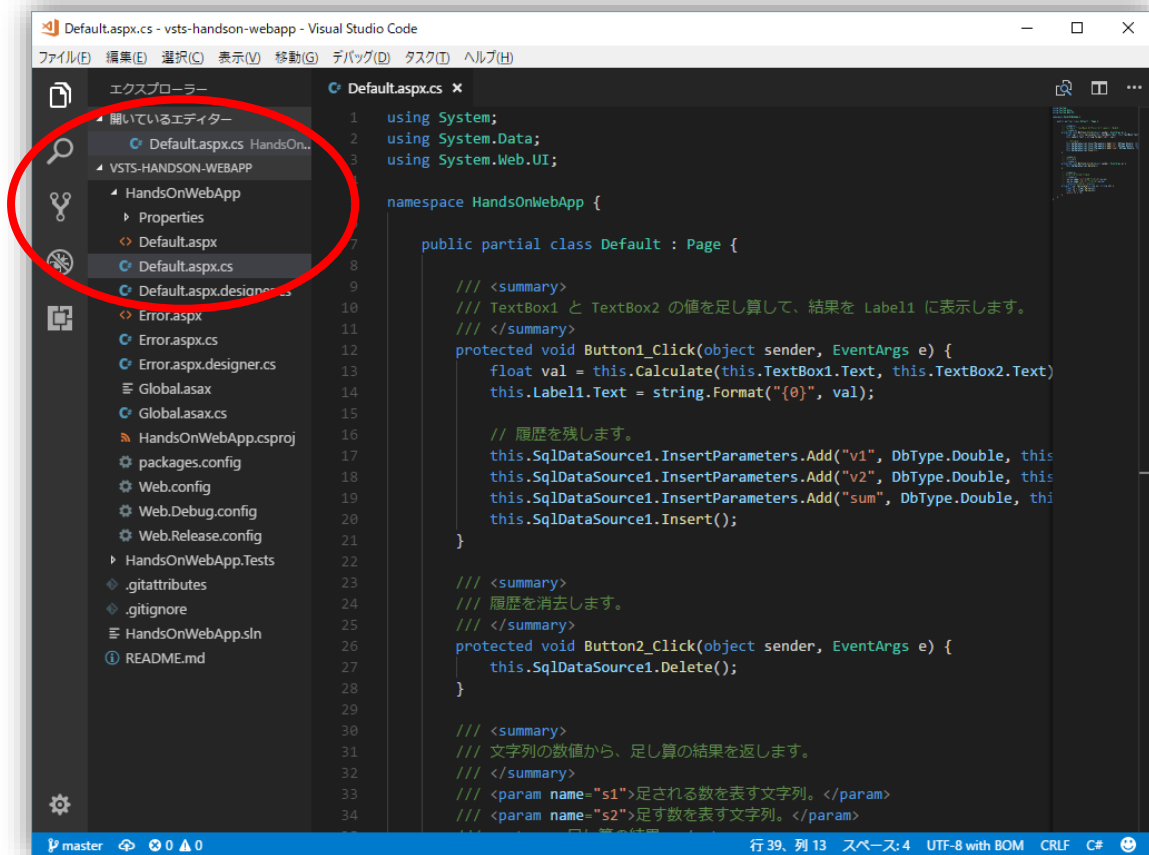 Default.aspx.cs - vsts-handson-webapp - Visual Studio Code
ファイル(F) 編集(E) 選択(C) 表示(V) 移動(G) デバッグ(D) タスク(T) ヘルプ(H)
エクスプローラー
開いているエディター
C# Default.aspx.cs HandsOn..
VSTS-HANDSON-WEBAPP
HandsOnWebApp
Properties
Default.aspx
C# Default.aspx.cs
C# Default.aspx.designer.cs
Error.aspx
C# Error.aspx.cs
C# Error.aspx.designer.cs
Global.asax
C# Global.asax.cs
HandsOnWebApp.csproj
packages.config
Web.config
Web.Debug.config
Web.Release.config
HandsOnWebApp.Tests
.gitattributes
.gitignore
HandsOnWebApp.sln
README.md
C# Default.aspx.cs
1 using System;
2 using System.Data;
3 using System.Web.UI;
namespace HandsOnWebApp {
7 public partial class Default : Page {
8
9 /// <summary>
10 /// TextBox1 と TextBox2 の値を足し算して、結果を Label1 に表示します。
11 /// </summary>
12 protected void Button1_Click(object sender, EventArgs e) {
13 float val = this.Calculate(this.TextBox1.Text, this.TextBox2.Text)
14 this.Label1.Text = string.Format("{0}", val);
15
16 // 履歴を残します。
17 this.SqlDataSource1.InsertParameters.Add("v1", DbType.Double, this
18 this.SqlDataSource1.InsertParameters.Add("v2", DbType.Double, this
19 this.SqlDataSource1.InsertParameters.Add("sum", DbType.Double, thi
20 this.SqlDataSource1.Insert();
21 }
22
23 /// <summary>
24 /// 履歴を消去します。
25 /// </summary>
26 protected void Button2_Click(object sender, EventArgs e) {
27 this.SqlDataSource1.Delete();
28 }
29
30 /// <summary>
31 /// 文字列の数値から、足し算の結果を返します。
32 /// </summary>
33 /// <param name="s1">足される数を表す文字列。</param>
34 /// <param name="s2">足す数を表す文字列。</param>
master 0 0 行 39、列 13 スペース: 4 UTF-8 with BOM CRLF C#